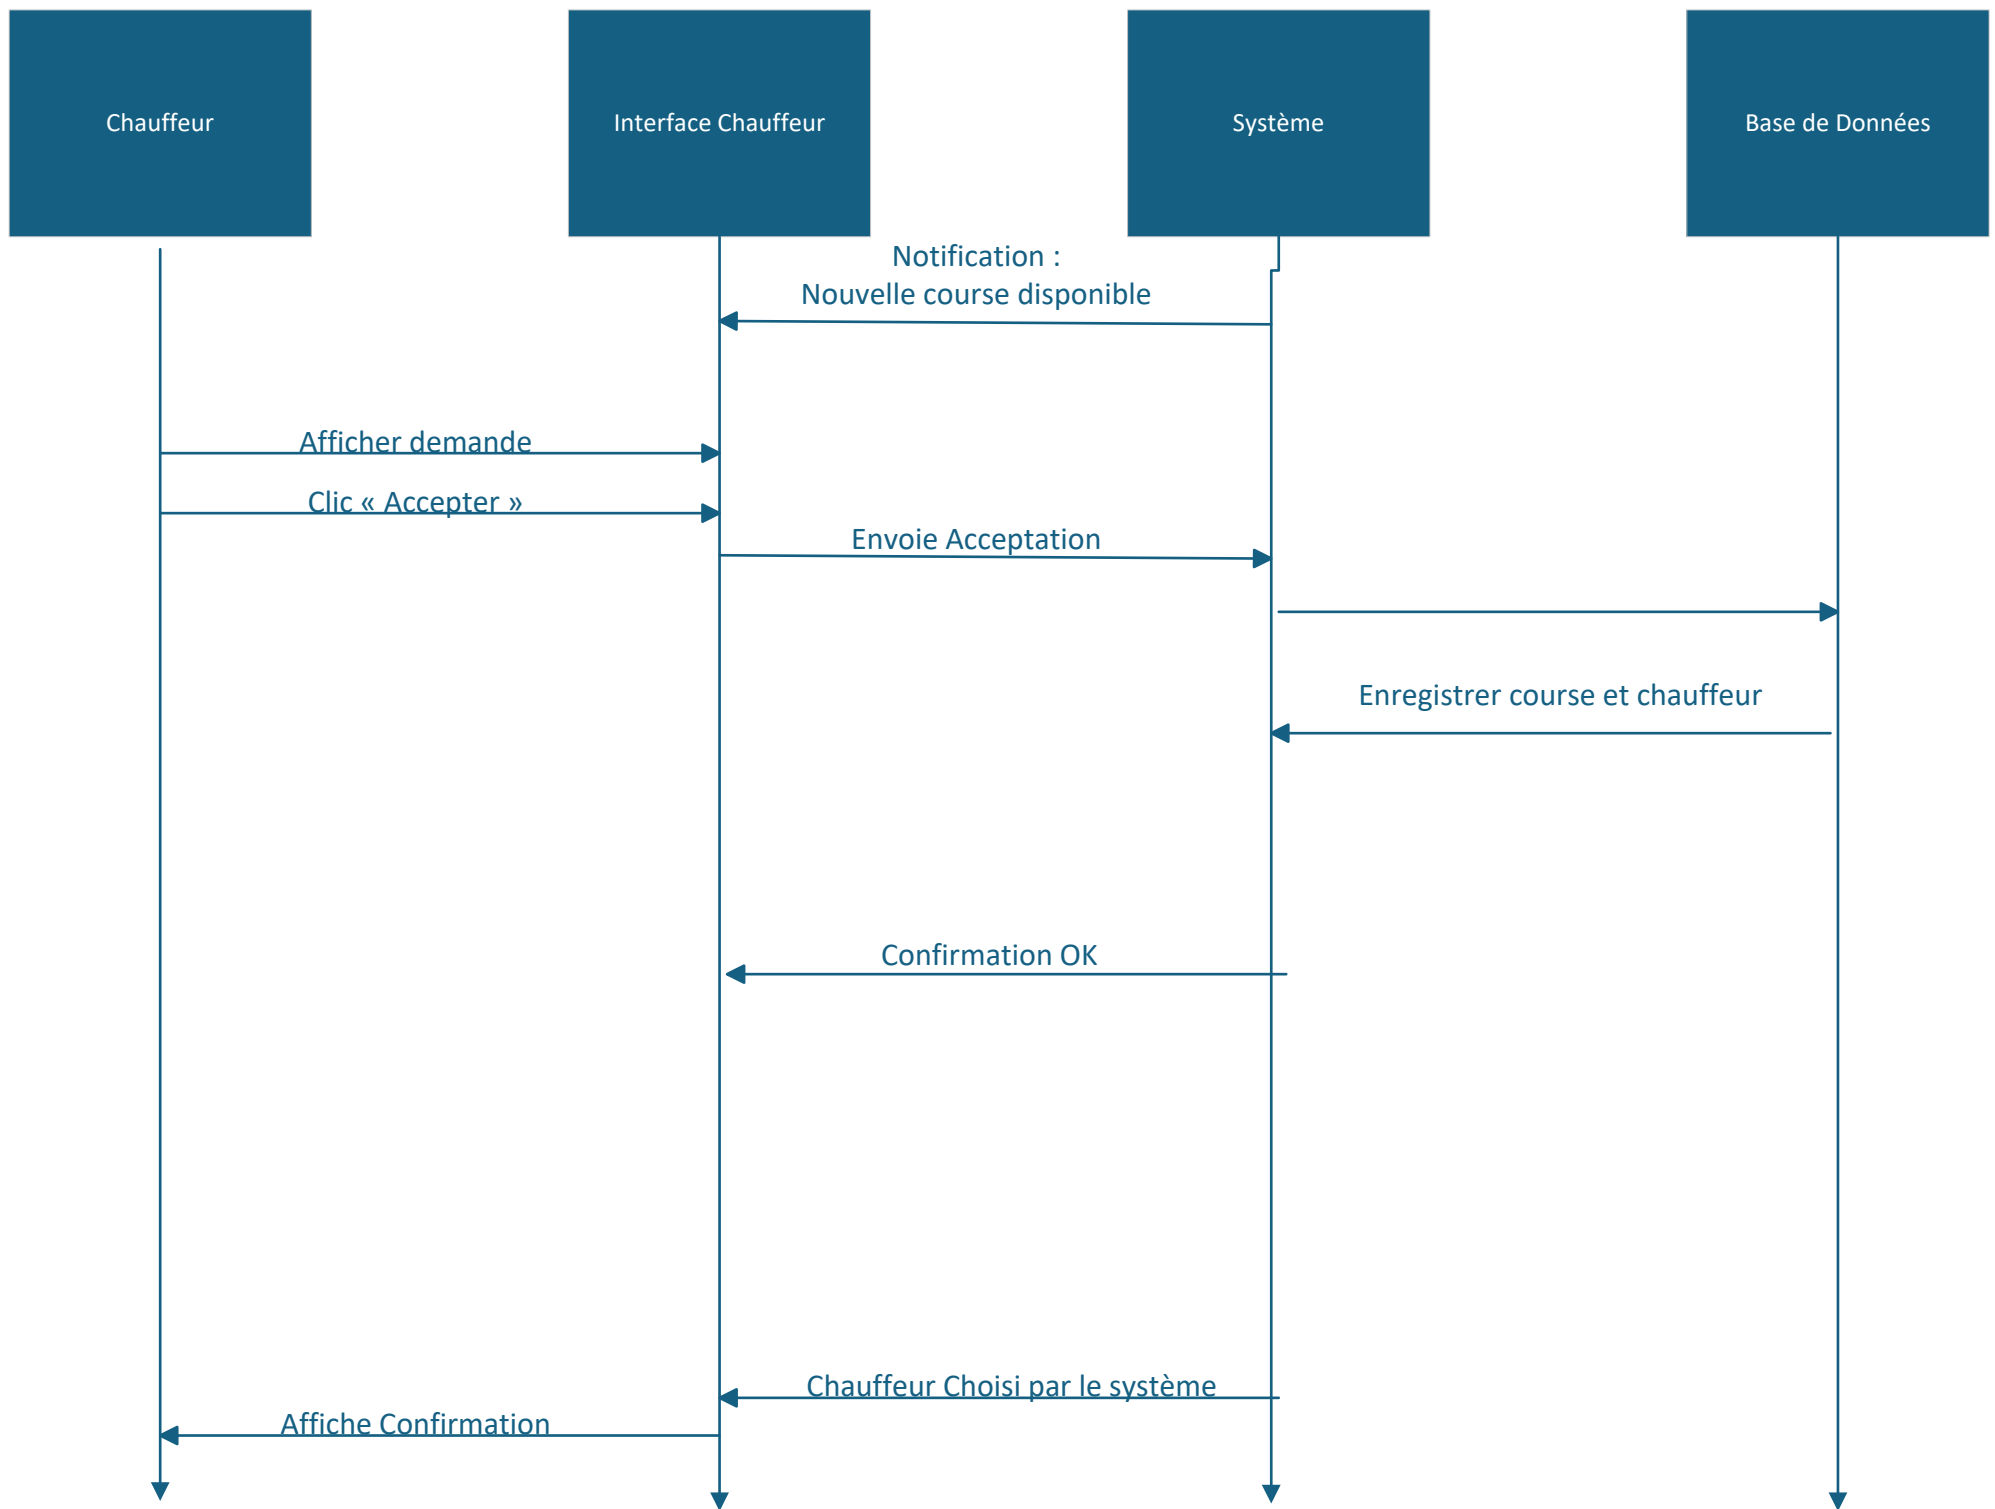 Chauffeur
Interface Chauffeur
Système
Base de Données
Notification :
Nouvelle course disponible
Afficher demande
Clic « Accepter »
Envoie Acceptation
Enregistrer course et chauffeur
Confirmation OK
Chauffeur Choisi par le système
Affiche Confirmation